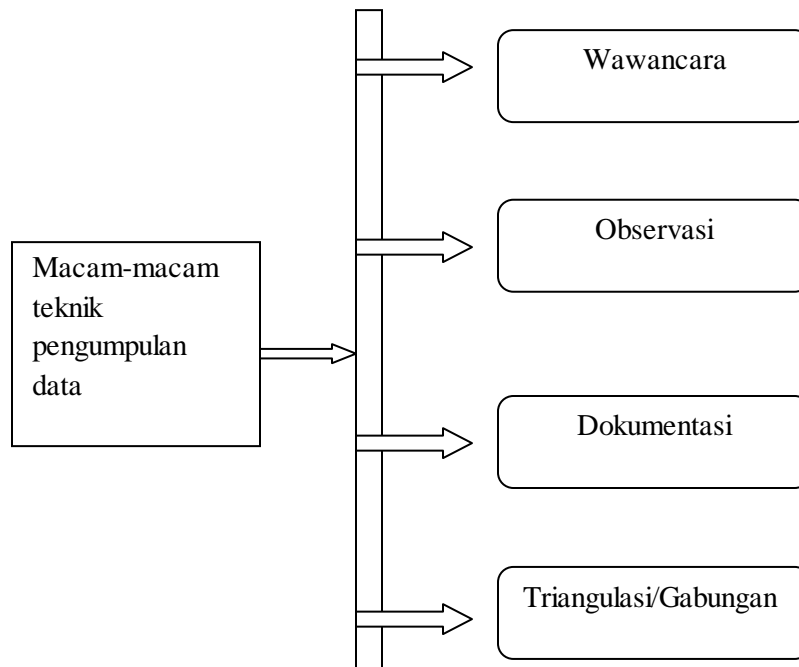 Macam-macam
teknik
pengumpulan
data
Wawancara
Observasi
Dokumentasi
Triangulasi/Gabungan